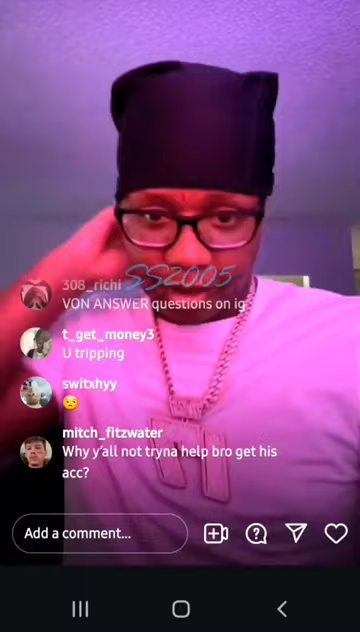 308_richi
SS2005
VON ANSWER questions on ig
t_get_money3
U tripping
switxhyy
😒
mitch_fitzwater
Why y'all not tryna help bro get his
acc?
Add a comment...